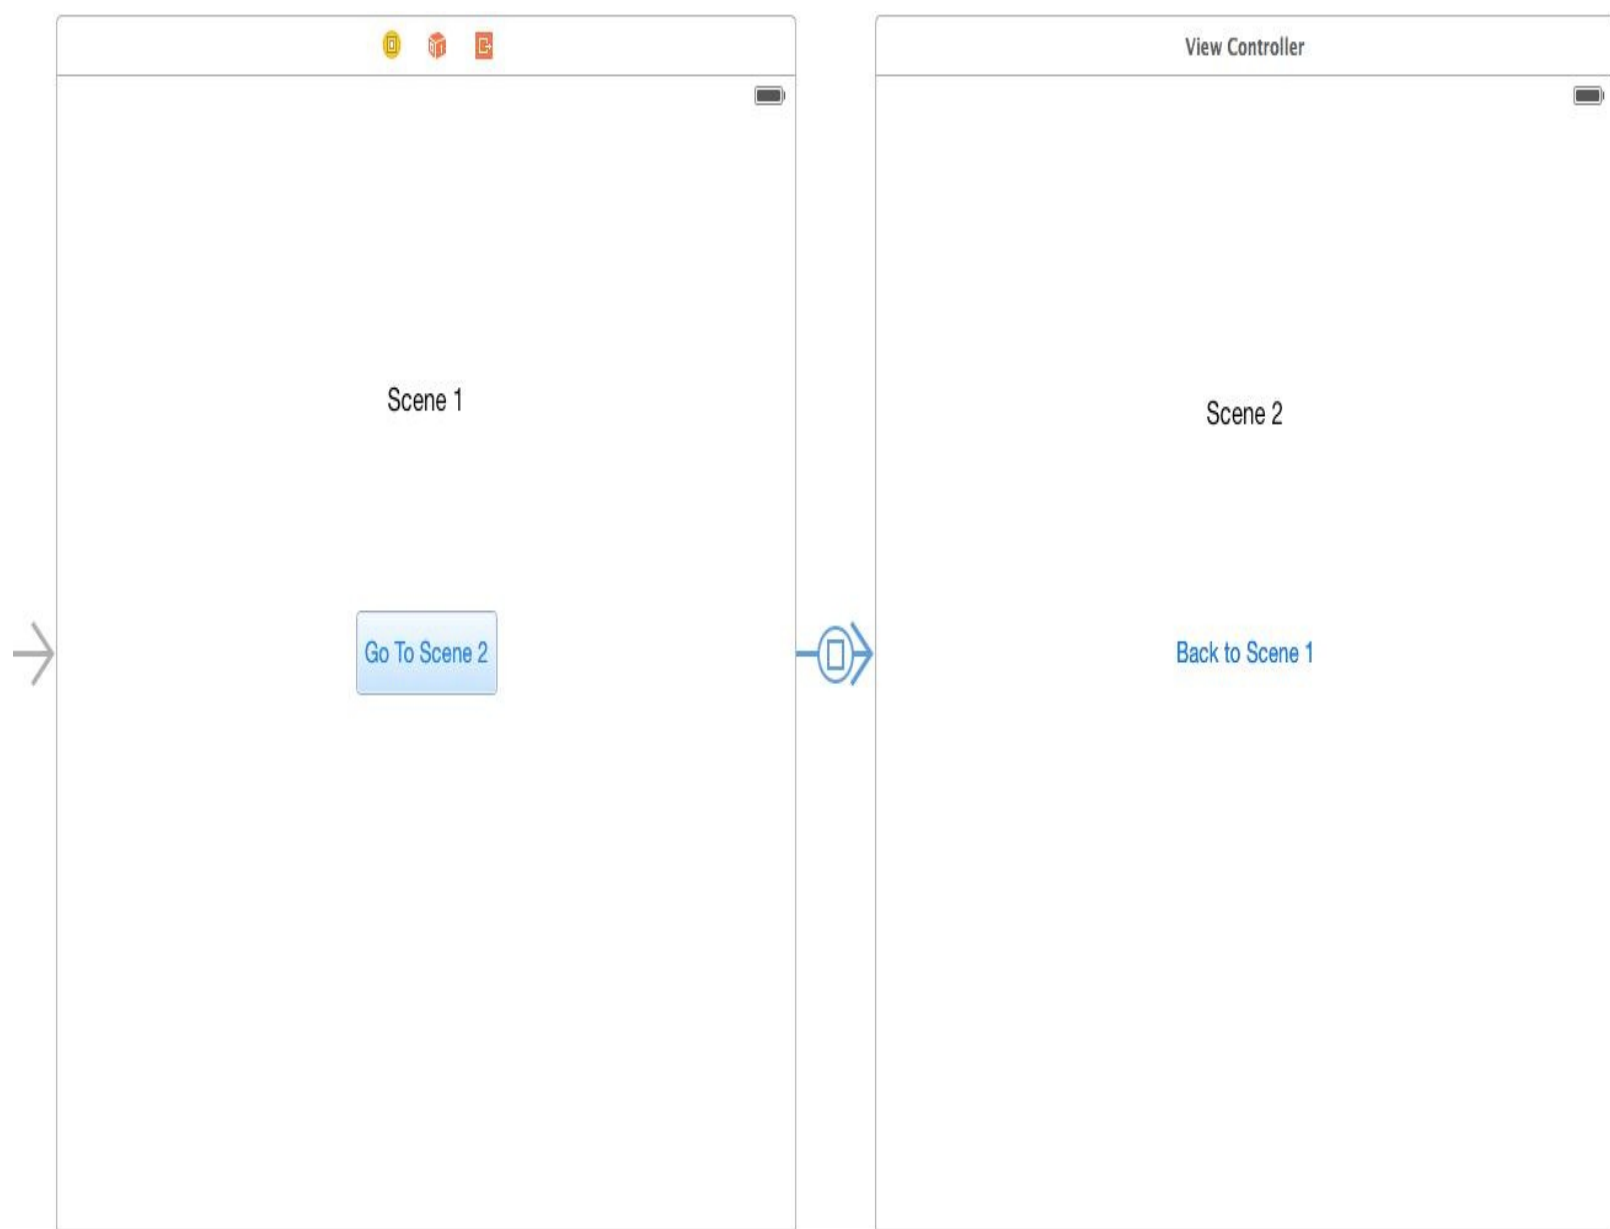 View Controller
Scene 1
Scene 2
Go To Scene 2
Back to Scene 1